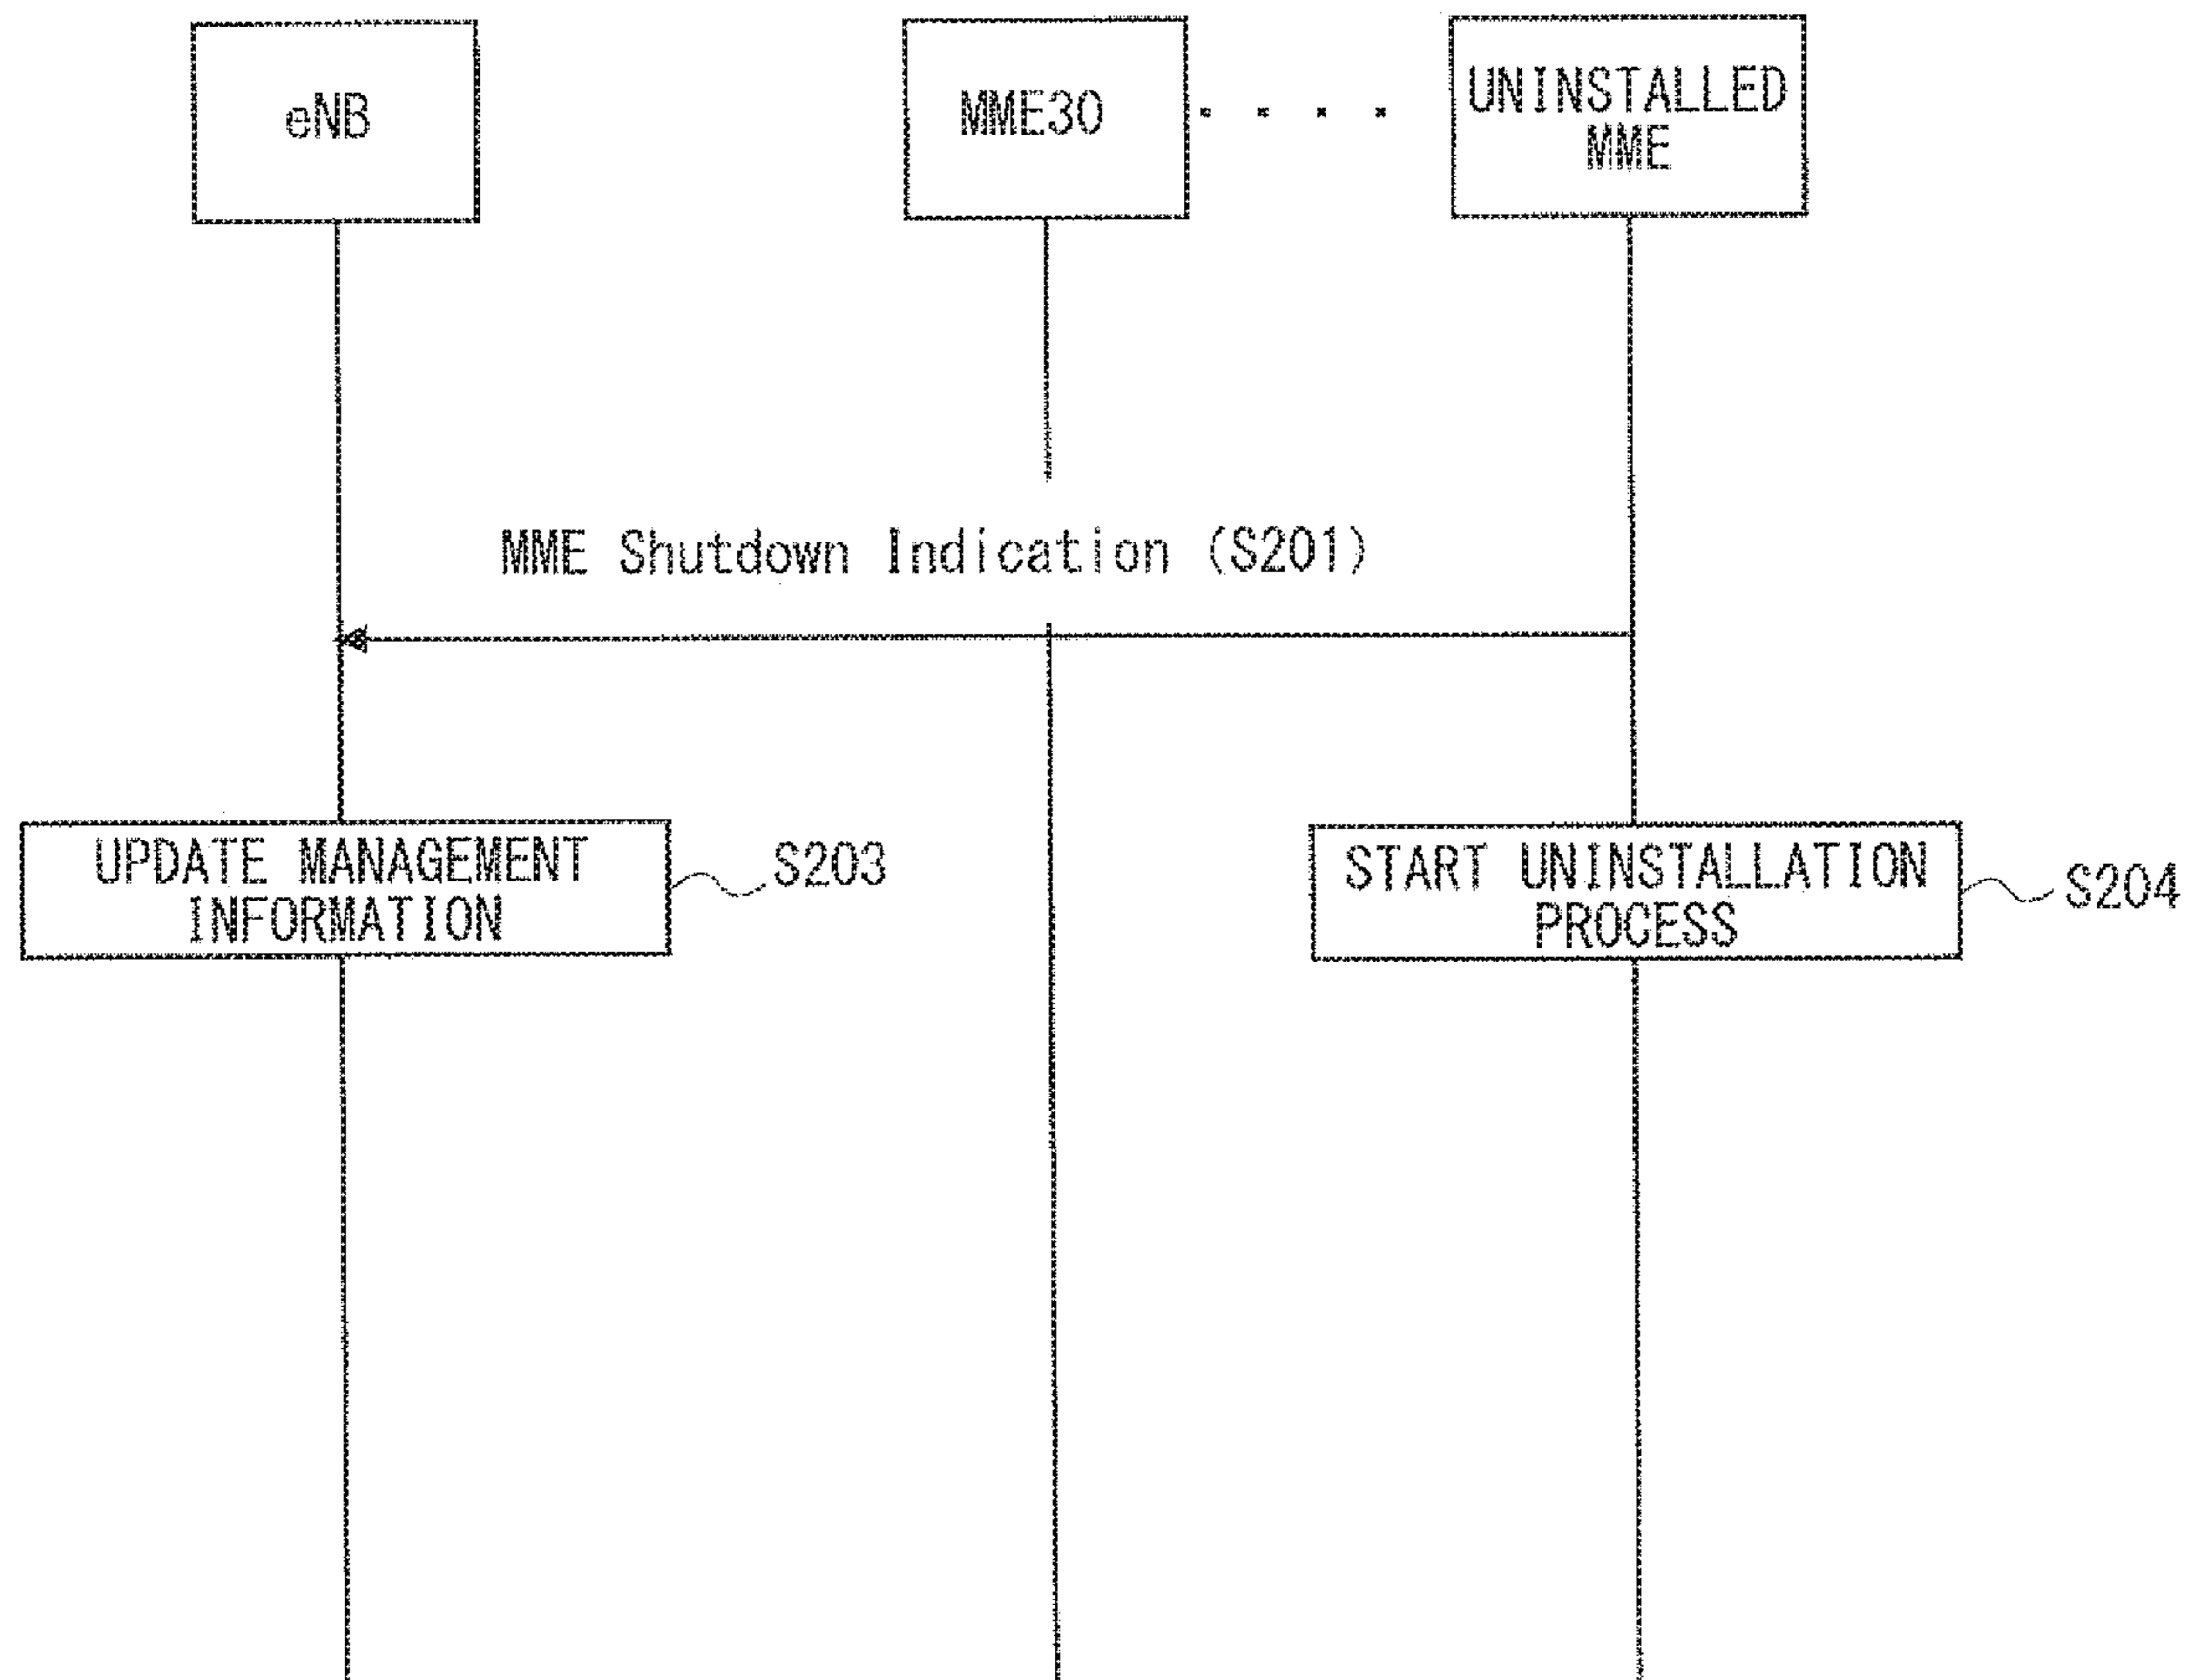 eNB
MME30
UNINSTALLED
MME
MME Shutdown Indication (S201)
UPDATE MANAGEMENT
INFORMATION
S203
START UNINSTALLATION
PROCESS
S204